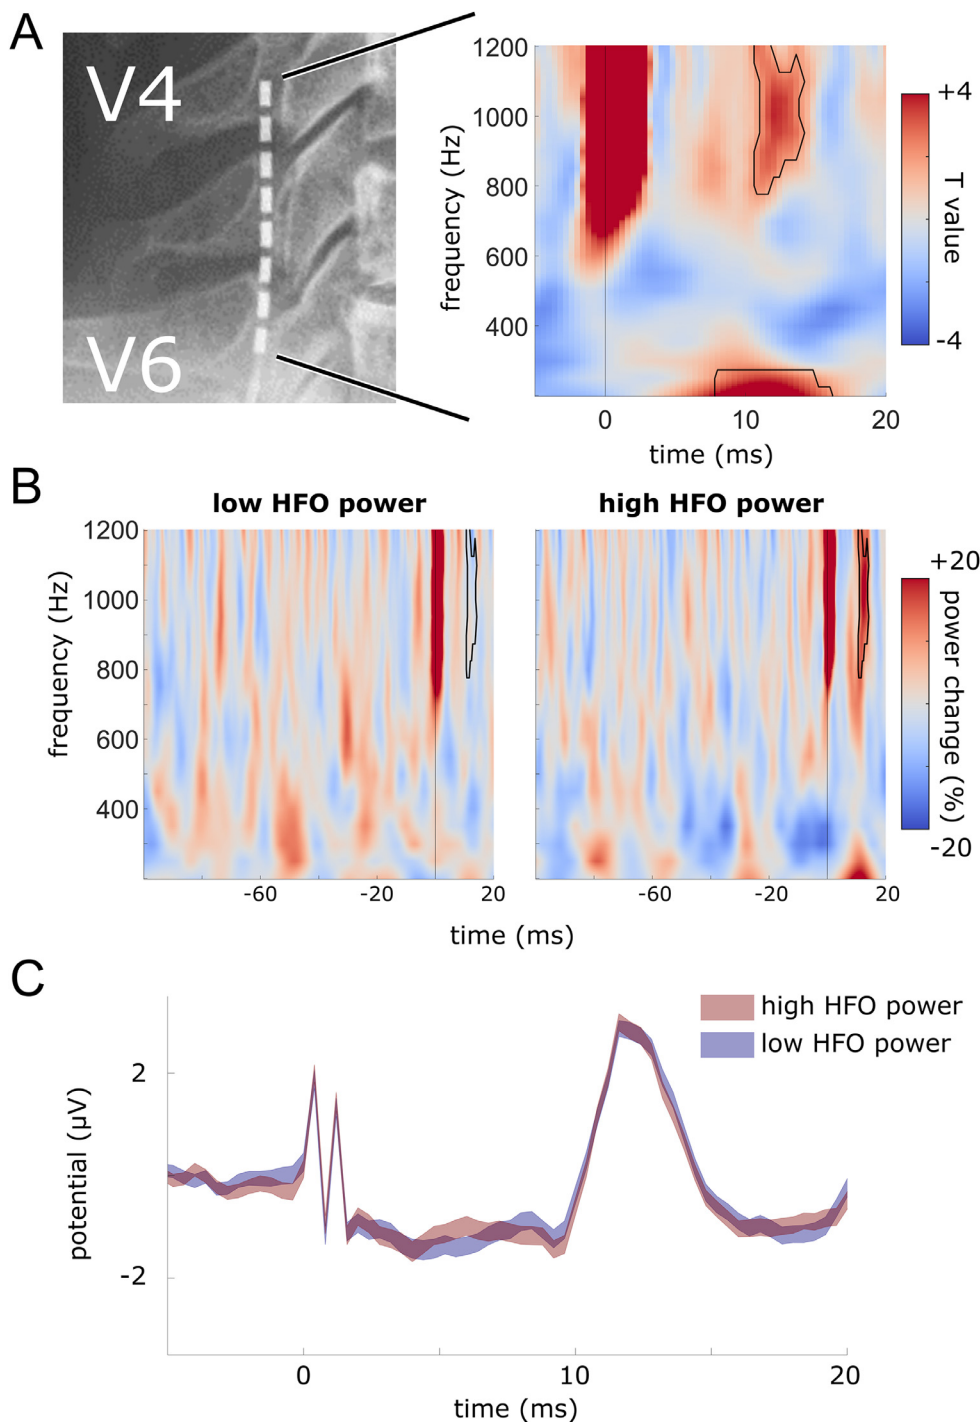 A
V4
V6
1200
1000
800
600
400
frequency (Hz)
0
10
20
time (ms)
+4
T value
-4
B
low HFO power
high HFO power
1200
1000
800
600
400
frequency (Hz)
-60
-20
20
-60
-20
20
time (ms)
+20
power change (%)
-20
C
high HFO power
low HFO power
2
-2
potential (µV)
0
10
20
time (ms)